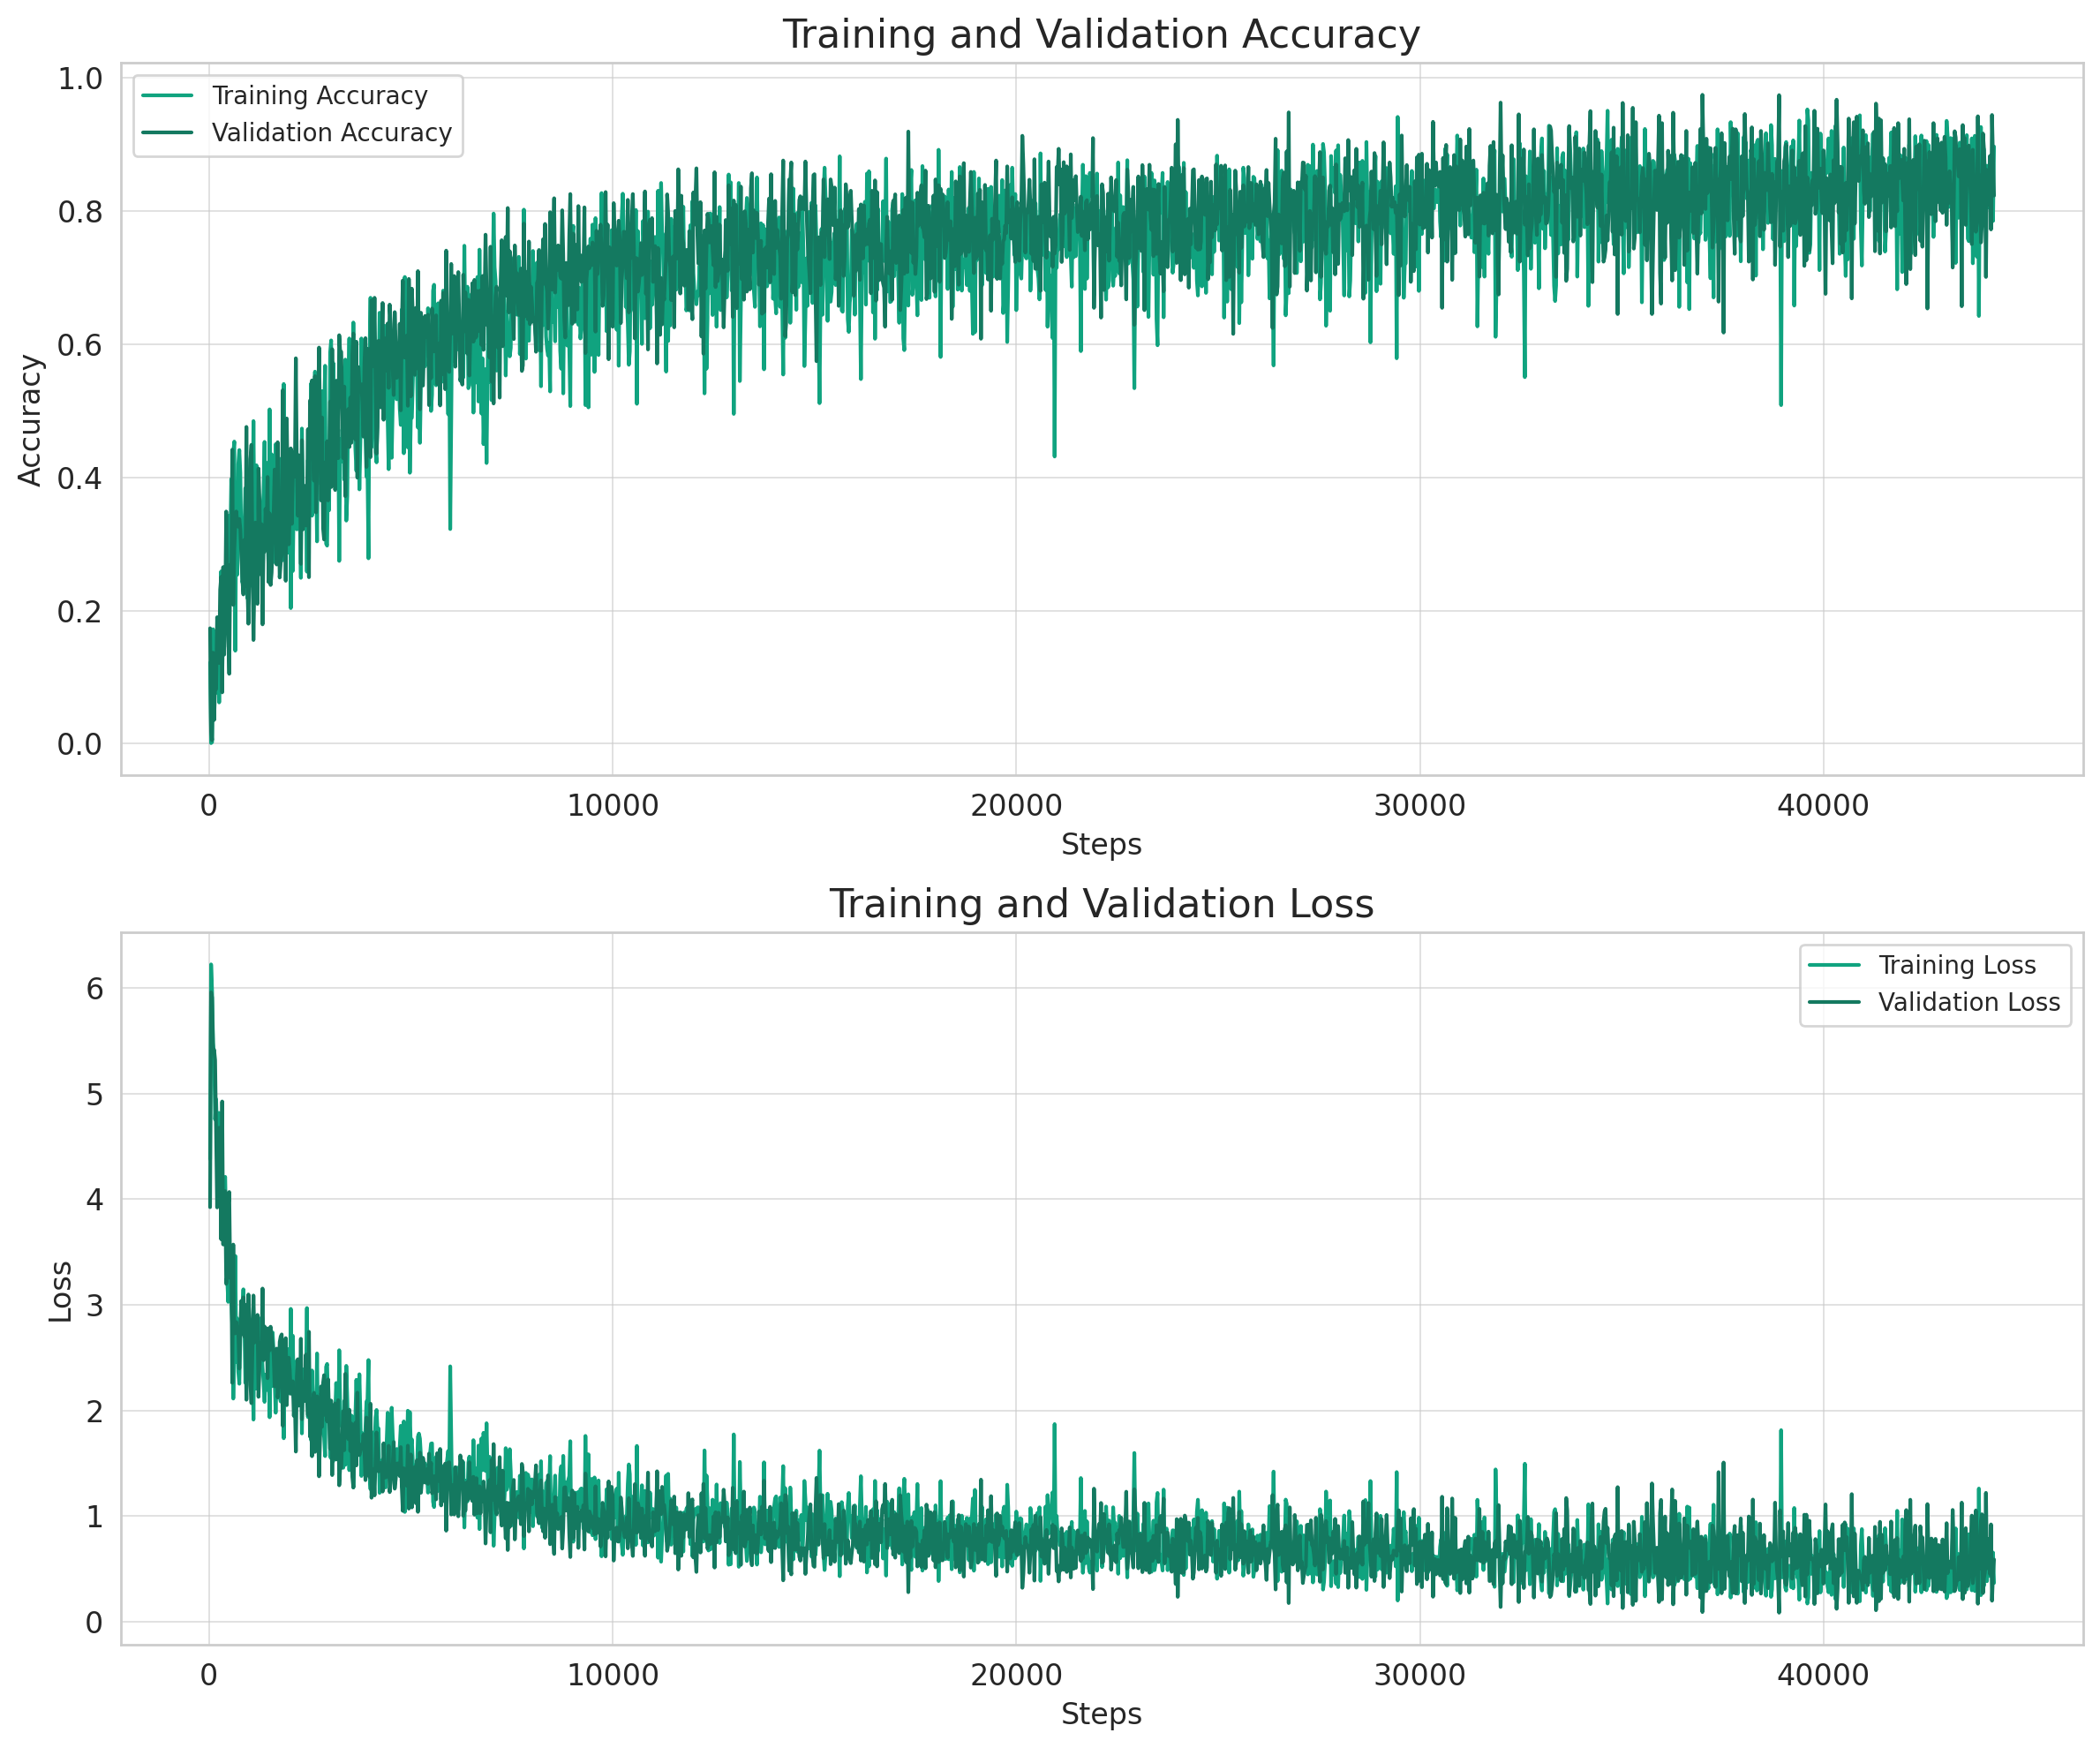 Training and Validation Accuracy
Training Accuracy
Validation Accuracy
1.0
0.8
0.6
0.4
0.2
0.0
Accuracy
0 10000 20000 30000 40000
Steps
Training and Validation Loss
Training Loss
Validation Loss
6
5
4
3
2
1
0
Loss
0 10000 20000 30000 40000
Steps